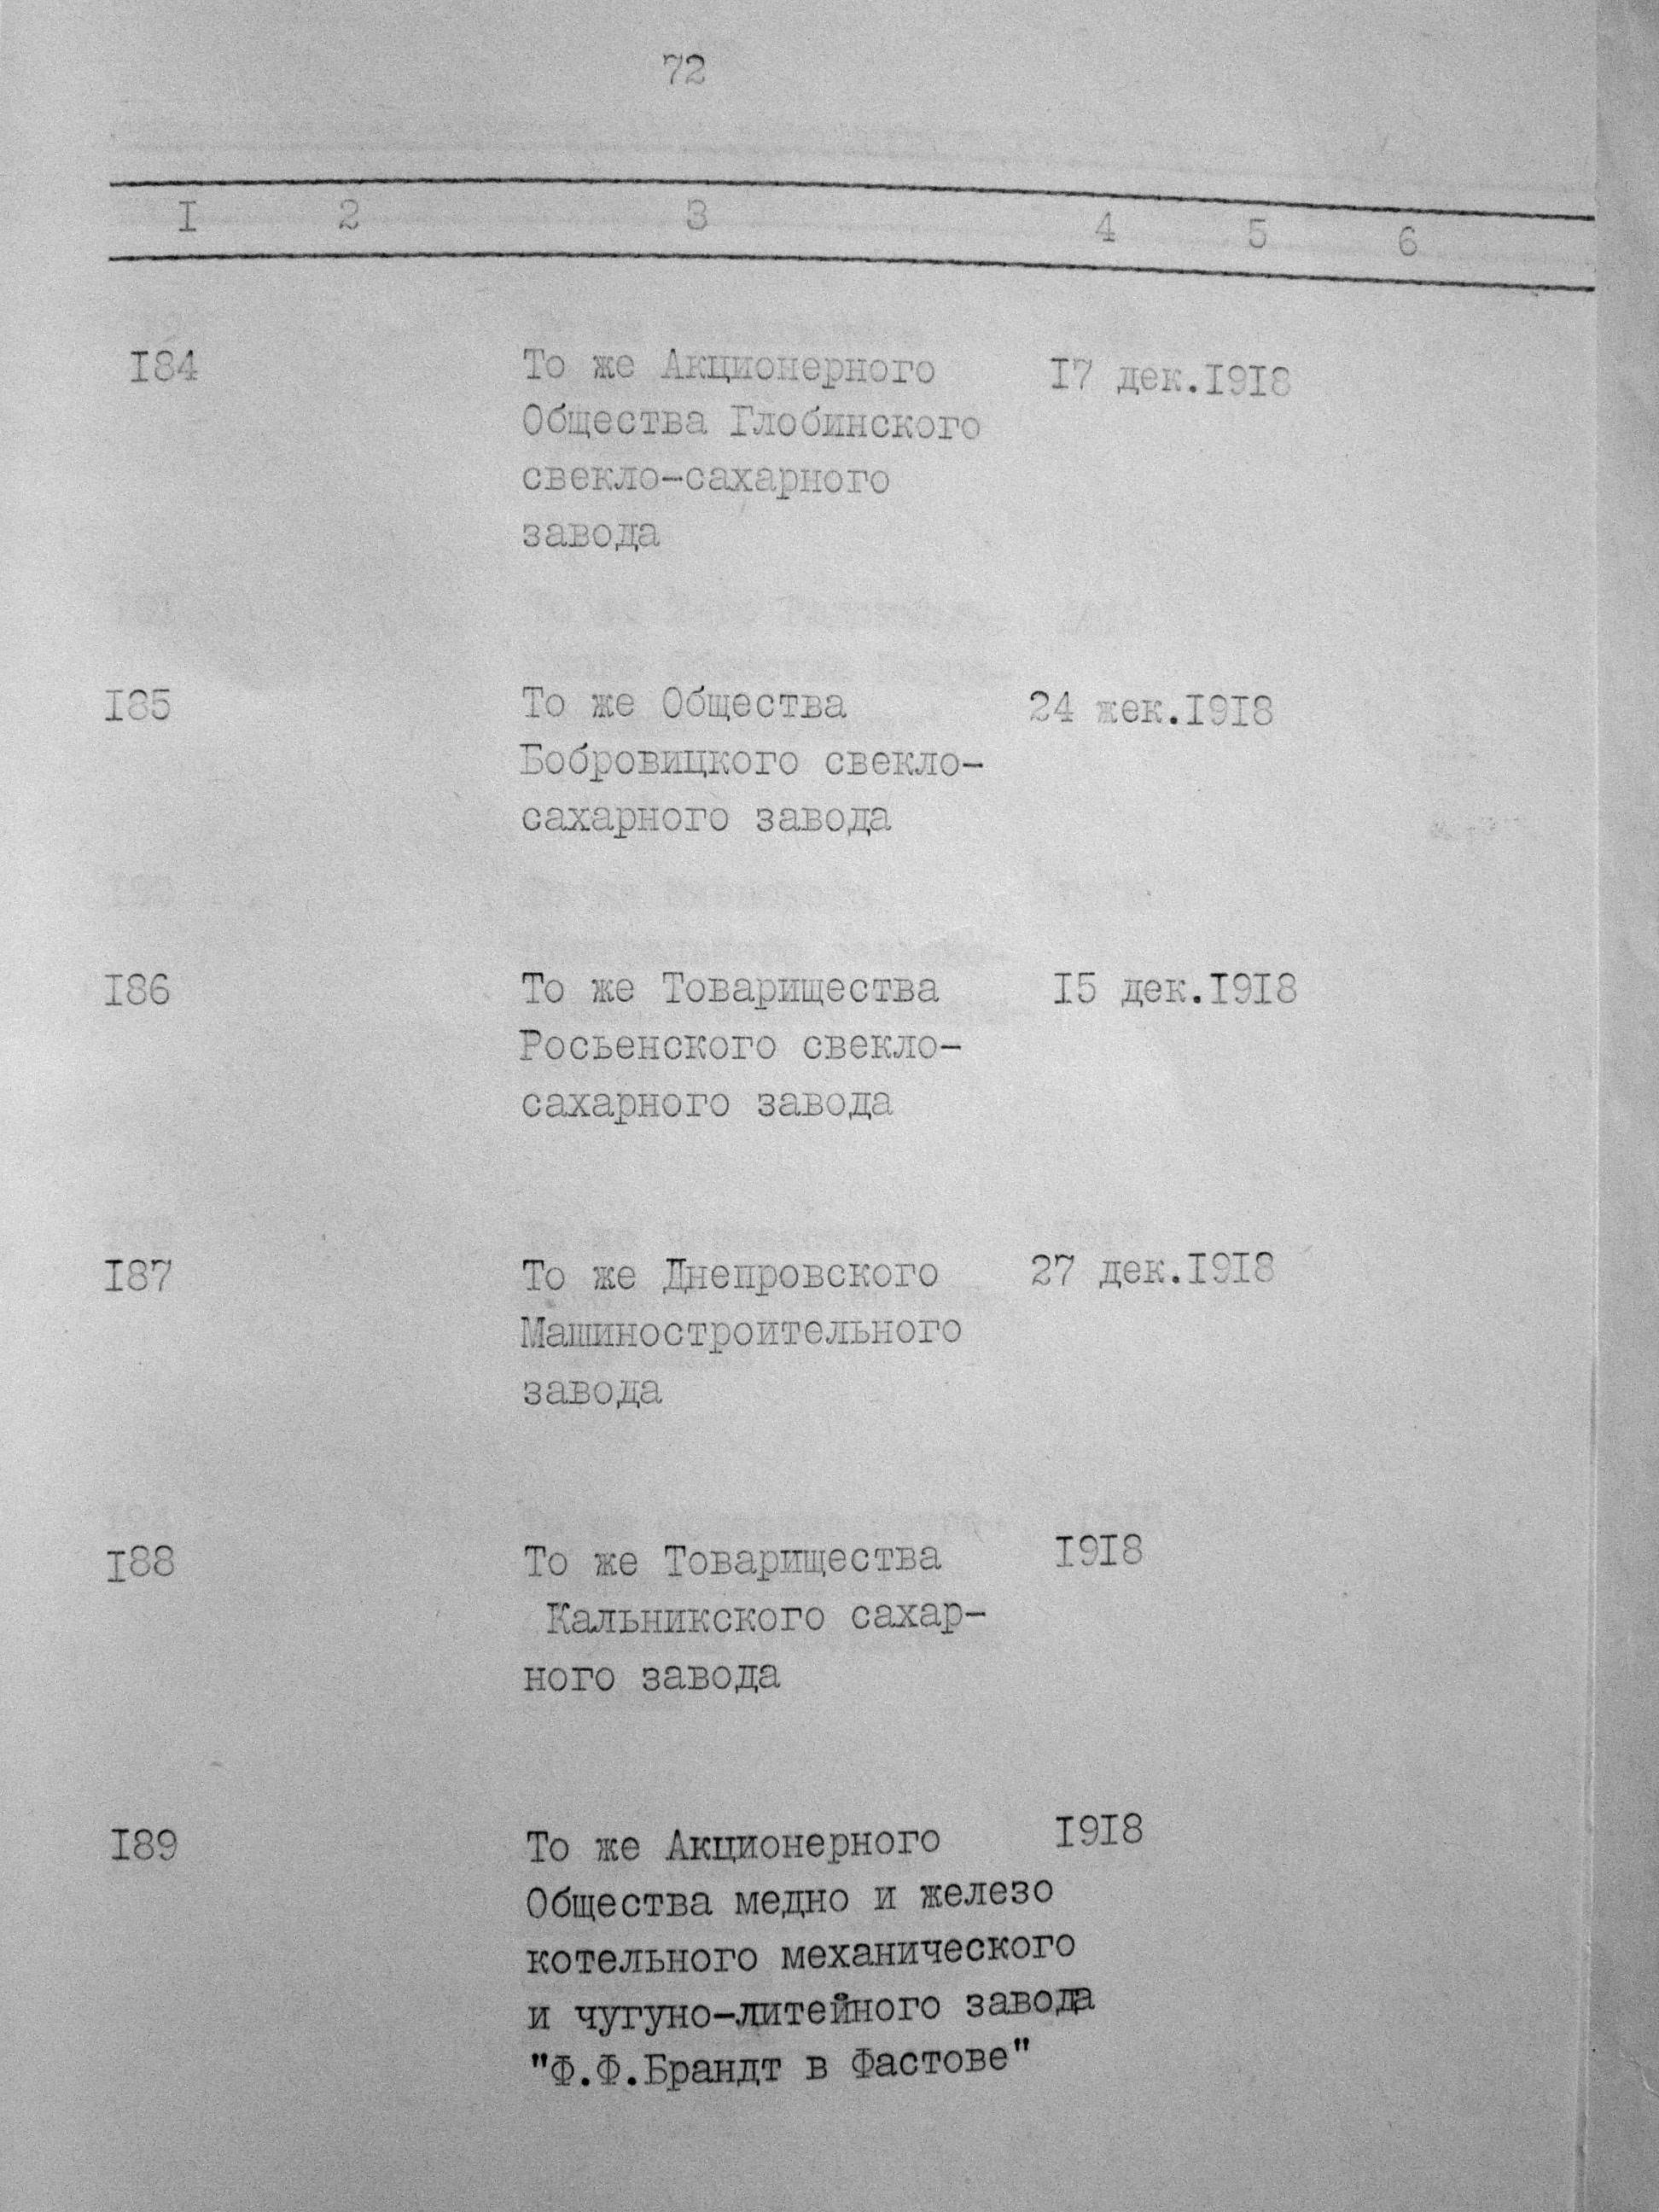 72
I 2 3 4 5 6
I84 То же Акционерного I7 дек.I9I8
Общества Глобинского
свекло-сахарного
завода
I85 То же Общества 24 жек.I9I8
Бобровицкого свекло-
сахарного завода
I86 То же Товарищества I5 дек.I9I8
Росьенского свекло-
сахарного завода
I87 То же Днепровского 27 дек.I9I8
Машиностроительного
завода
I88 То же Товарищества I9I8
Кальникского сахар-
ного завода
I89 То же Акционерного I9I8
Общества медно и железо
котельного механического
и чугуно-литейного завода
"Ф.Ф.Брандт в Фастове"